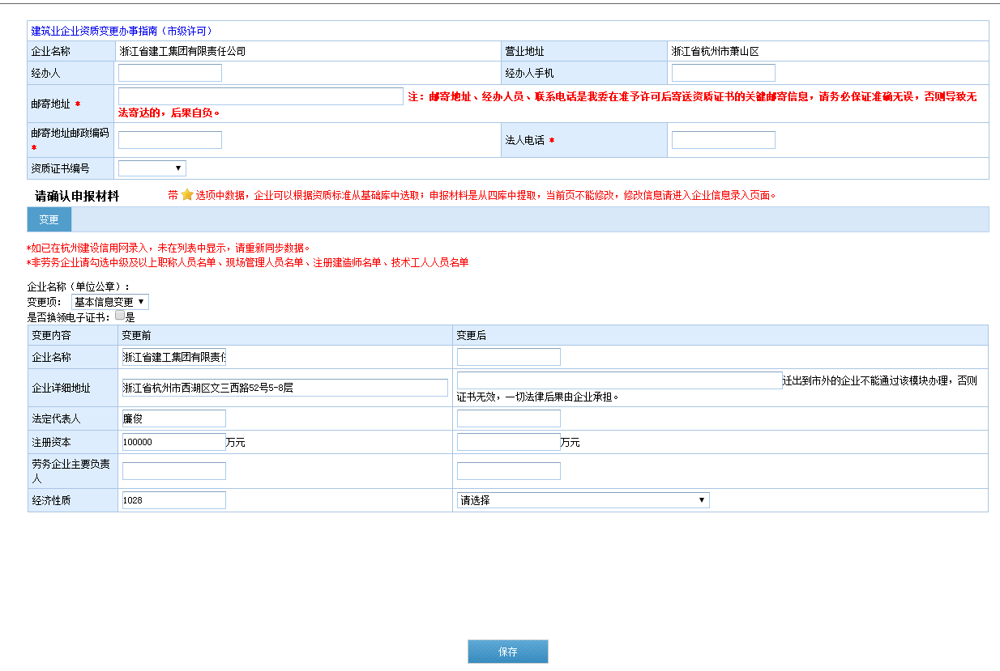 建筑业企业资质变更办事指南（市级许可）
企业名称 浙江省建工集团有限责任公司 营业地址 浙江省杭州市萧山区
经办人 经办人手机
邮寄地址 * 注：邮寄地址、经办人员、联系电话是我委在准予许可后寄送资质证书的关键邮寄信息，请务必保证准确无误，否则导致无
法寄达的，后果自负。
邮寄地址邮政编码
* 法人电话 *
资质证书编号
请确认申报材料 带 选项中数据，企业可以根据资质标准从基础库中选取；申报材料是从四库中提取，当前页不能修改，修改信息请进入企业信息录入页面。
变更
*如已在杭州建设信用网录入，未在列表中显示，请重新同步数据。
*非劳务企业请勾选中级及以上职称人员名单、现场管理人员名单、注册建造师名单、技术工人人员名单
企业名称（单位公章）：
变更项： 基本信息变更
是否换领电子证书： 是
变更内容 变更前 变更后
企业名称 浙江省建工集团有限责
企业详细地址 浙江省杭州市西湖区文三西路52号5-8层 迁出到市外的企业不能通过该模块办理，否则
证书无效，一切法律后果由企业承担。
法定代表人 廉俊
注册资本 100000 万元 万元
劳务企业主要负责
人
经济性质 1028 请选择
保存